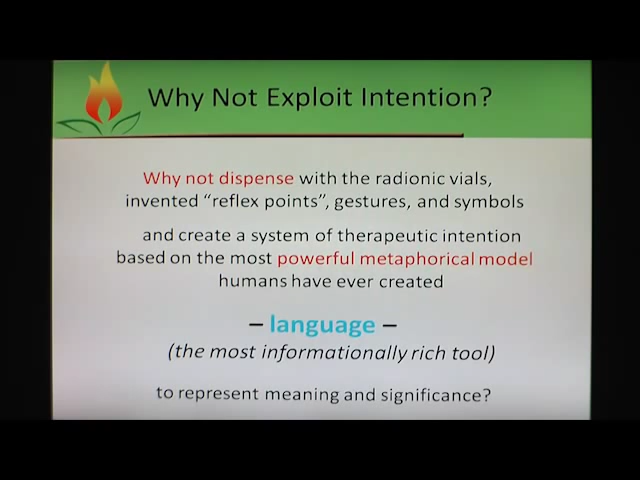 Why Not Exploit Intention?
Why not dispense with the radionic vials,
invented “reflex points”, gestures, and symbols
and create a system of therapeutic intention
based on the most powerful metaphorical model
humans have ever created
– language –
(the most informationally rich tool)
to represent meaning and significance?